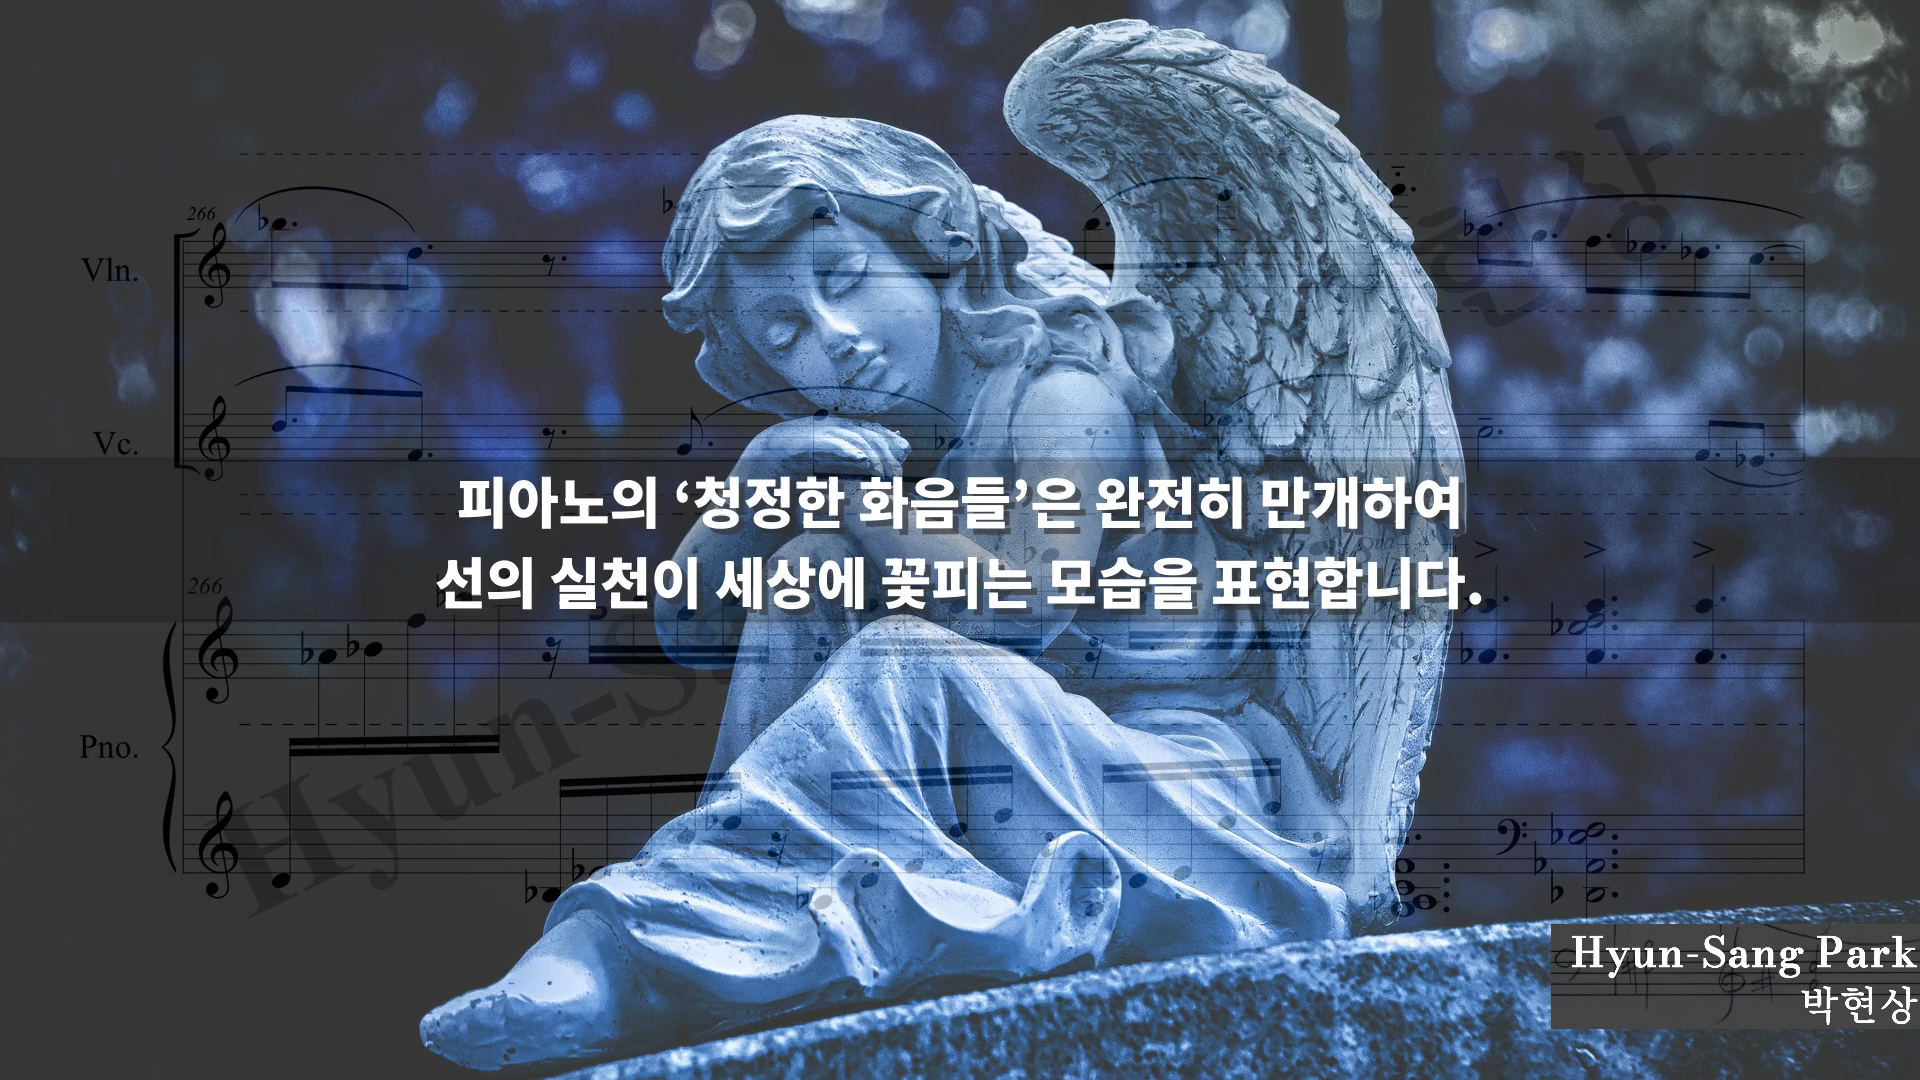 266
Vln.
Vc.
피아노의 ‘청정한 화음들’은 완전히 만개하여
선의 실천이 세상에 꽃피는 모습을 표현합니다.
266
Pno.
Hyun-Sang Park
박현상